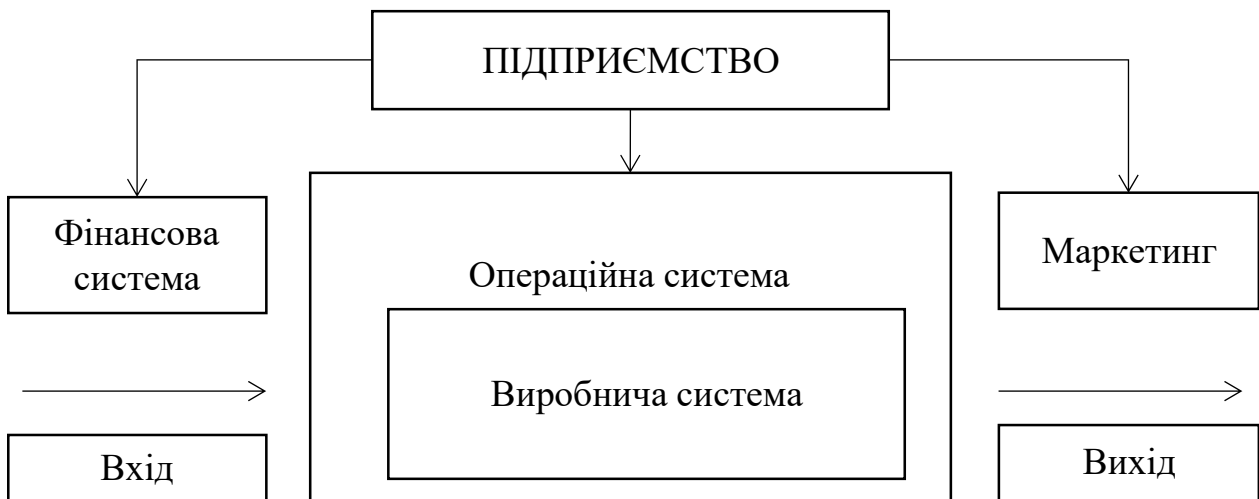 ПІДПРИЄМСТВО
Фінансова
система
Операційна система
Маркетинг
Виробнича система
Вхід
Вихід